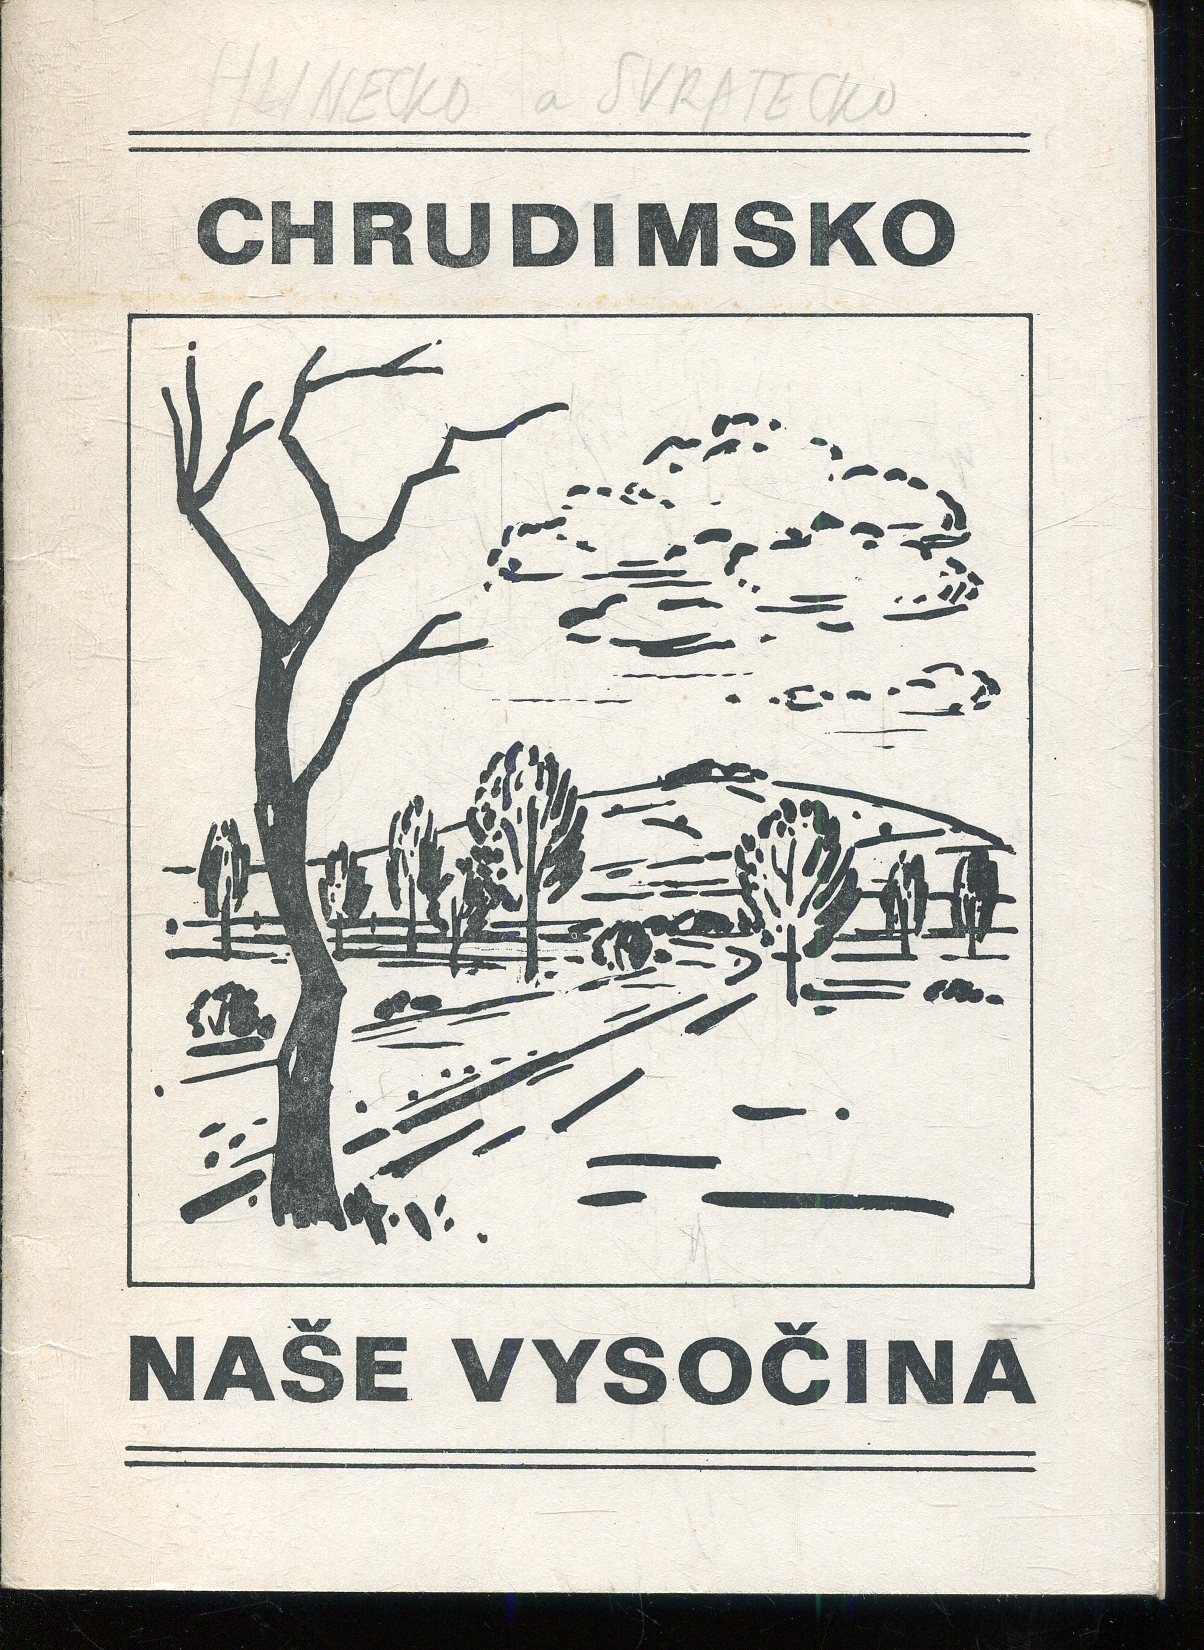 HLINECKO a SVRATECKO
CHRUDIMSKO
NAŠE VYSOČINA